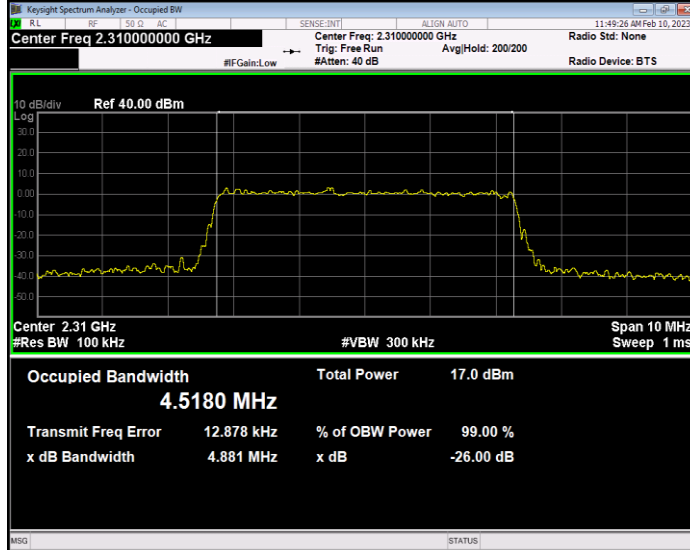 Keysight Spectrum Analyzer - Occupied BW
RL RF 50 Ω AC SENSE:INT ALIGN AUTO 11:49:26 AM Feb 10, 2023
Center Freq 2.310000000 GHz Center Freq: 2.310000000 GHz Radio Std: None
Trig: Free Run Avg|Hold: 200/200
#IFGain:Low #Atten: 40 dB Radio Device: BTS
10 dB/div Ref 40.00 dBm
Log
30.0
20.0
10.0
0.00
-10.0
-20.0
-30.0
-40.0
-50.0
Center 2.31 GHz Span 10 MHz
#Res BW 100 kHz #VBW 300 kHz Sweep 1 ms
Occupied Bandwidth Total Power 17.0 dBm
4.5180 MHz
Transmit Freq Error 12.878 kHz % of OBW Power 99.00 %
x dB Bandwidth 4.881 MHz x dB -26.00 dB
MSG STATUS